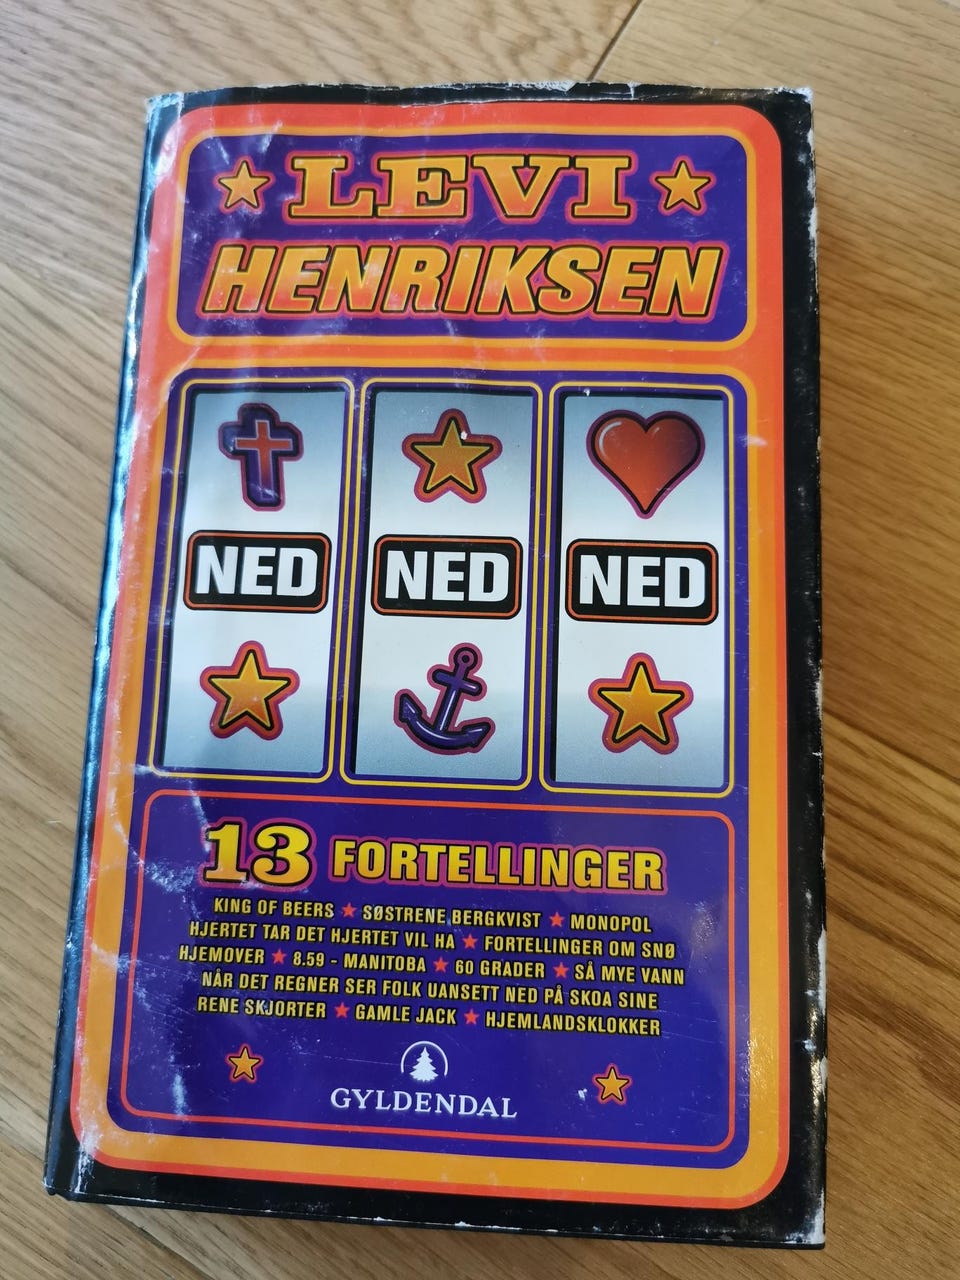 LEVI
HENRIKSEN
NED NED NED
13 FORTELLINGER
KING OF BEERS ★ SØSTRENE BERGKVIST ★ MONOPOL
HJERTET TAR DET HJERTET VIL HA ★ FORTELLINGER OM SNØ
HJEMOVER ★ 8.59 - MANITOBA ★ 60 GRADER ★ SÅ MYE VANN
NÅR DET REGNER SER FOLK UANSETT NED PÅ SKOA SINE
RENE SKJORTER ★ GAMLE JACK ★ HJEMLANDSKLOKKER
GYLDENDAL